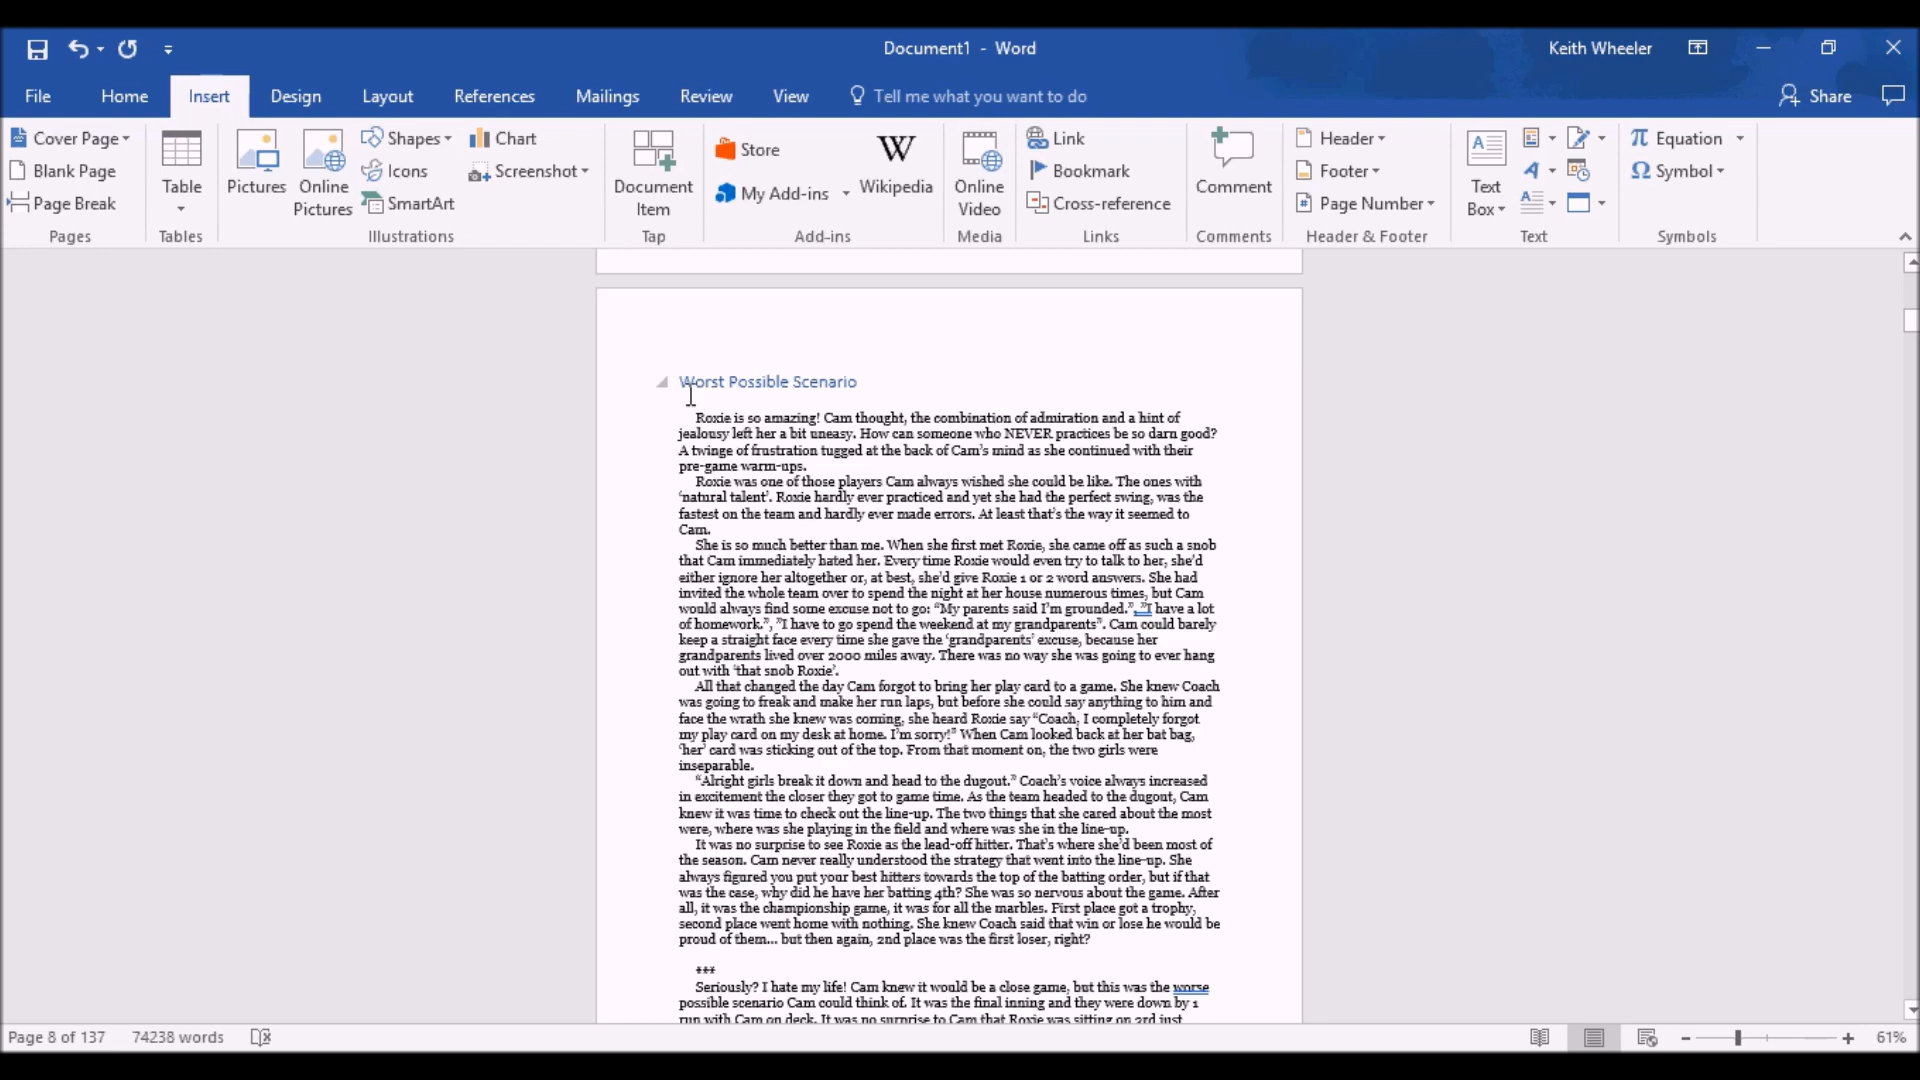 Document1 - Word
Keith Wheeler
File Home Insert Design Layout References Mailings Review View Tell me what you want to do
Share
Cover Page
Blank Page
Page Break
Pages
Table
Tables
Pictures
Online Pictures
Shapes
Icons
SmartArt
Chart
Screenshot
Illustrations
Document Item
Tap
Store
My Add-ins
W
Wikipedia
Add-ins
Online Video
Media
Link
Bookmark
Cross-reference
Links
Comment
Comments
Header
Footer
Page Number
Header & Footer
Text Box
Text
Equation
Symbol
Symbols
Worst Possible Scenario
Roxie is so amazing! Cam thought, the combination of admiration and a hint of
jealousy left her a bit uneasy. How can someone who NEVER practices be so darn good?
A twinge of frustration tugged at the back of Cam's mind as she continued with their
pre-game warm-ups.
Roxie was one of those players Cam always wished she could be like. The ones with
'natural talent'. Roxie hardly ever practiced and yet she had the perfect swing, was the
fastest on the team and hardly ever made errors. At least that's the way it seemed to
Cam.
She is so much better than me. When she first met Roxie, she came off as such a snob
that Cam immediately hated her. Every time Roxie would even try to talk to her, she'd
either ignore her altogether or, at best, she'd give Roxie 1 or 2 word answers. She had
invited the whole team over to spend the night at her house numerous times, but Cam
would always find some excuse not to go: "My parents said I'm grounded.", "I have a lot
of homework.", "I have to go spend the weekend at my grandparents". Cam could barely
keep a straight face every time she gave the 'grandparents' excuse, because her
grandparents lived over 2000 miles away. There was no way she was going to ever hang
out with 'that snob Roxie'.
All that changed the day Cam forgot to bring her play card to a game. She knew Coach
was going to freak and make her run laps, but before she could say anything to him and
face the wrath she knew was coming, she heard Roxie say "Coach, I completely forgot
my play card on my desk at home. I'm sorry!" When Cam looked back at her bat bag,
'her' card was sticking out of the top. From that moment on, the two girls were
inseparable.
"Alright girls break it down and head to the dugout." Coach's voice always increased
in excitement the closer they got to game time. As the team headed to the dugout, Cam
knew it was time to check out the line-up. The two things that she cared about the most
were, where was she playing in the field and where was she in the line-up.
It was no surprise to see Roxie as the lead-off hitter. That's where she'd been most of
the season. Cam never really understood the strategy that went into the line-up. She
always figured you put your best hitters towards the top of the batting order, but if that
was the case, why did he have her batting 4th? She was so nervous about the game. After
all, it was the championship game, it was for all the marbles. First place got a trophy,
second place went home with nothing. She knew Coach said that win or lose he would be
proud of them... but then again, 2nd place was the first loser, right?
***
Seriously? I hate my life! Cam knew it would be a close game, but this was the worse
possible scenario Cam could think of. It was the final inning and they were down by 1
run with Cam on deck. It was no surprise to Cam that Roxie was sitting on 3rd just
Page 8 of 137 74238 words
61%